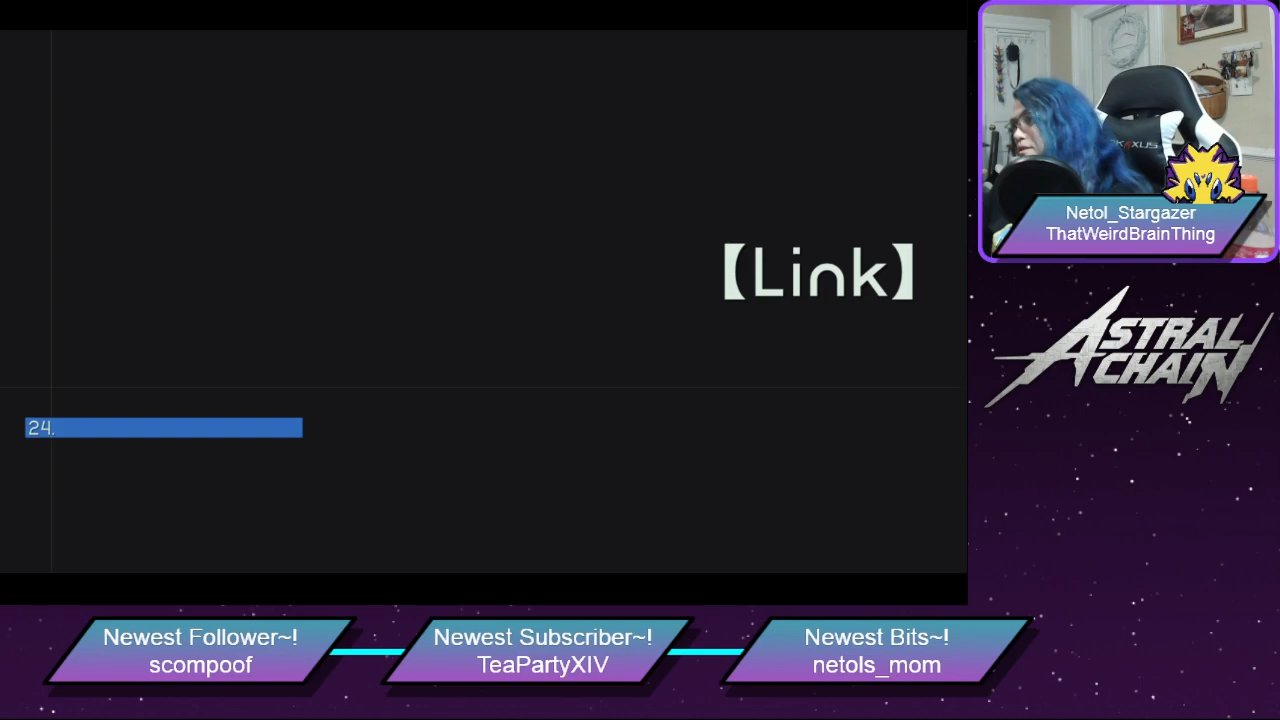 【Link】
24.
Netol_Stargazer
ThatWeirdBrainThing
ASTRAL
CHAIN
Newest Follower~!
scompoof
Newest Subscriber~!
TeaPartyXIV
Newest Bits~!
netols_mom